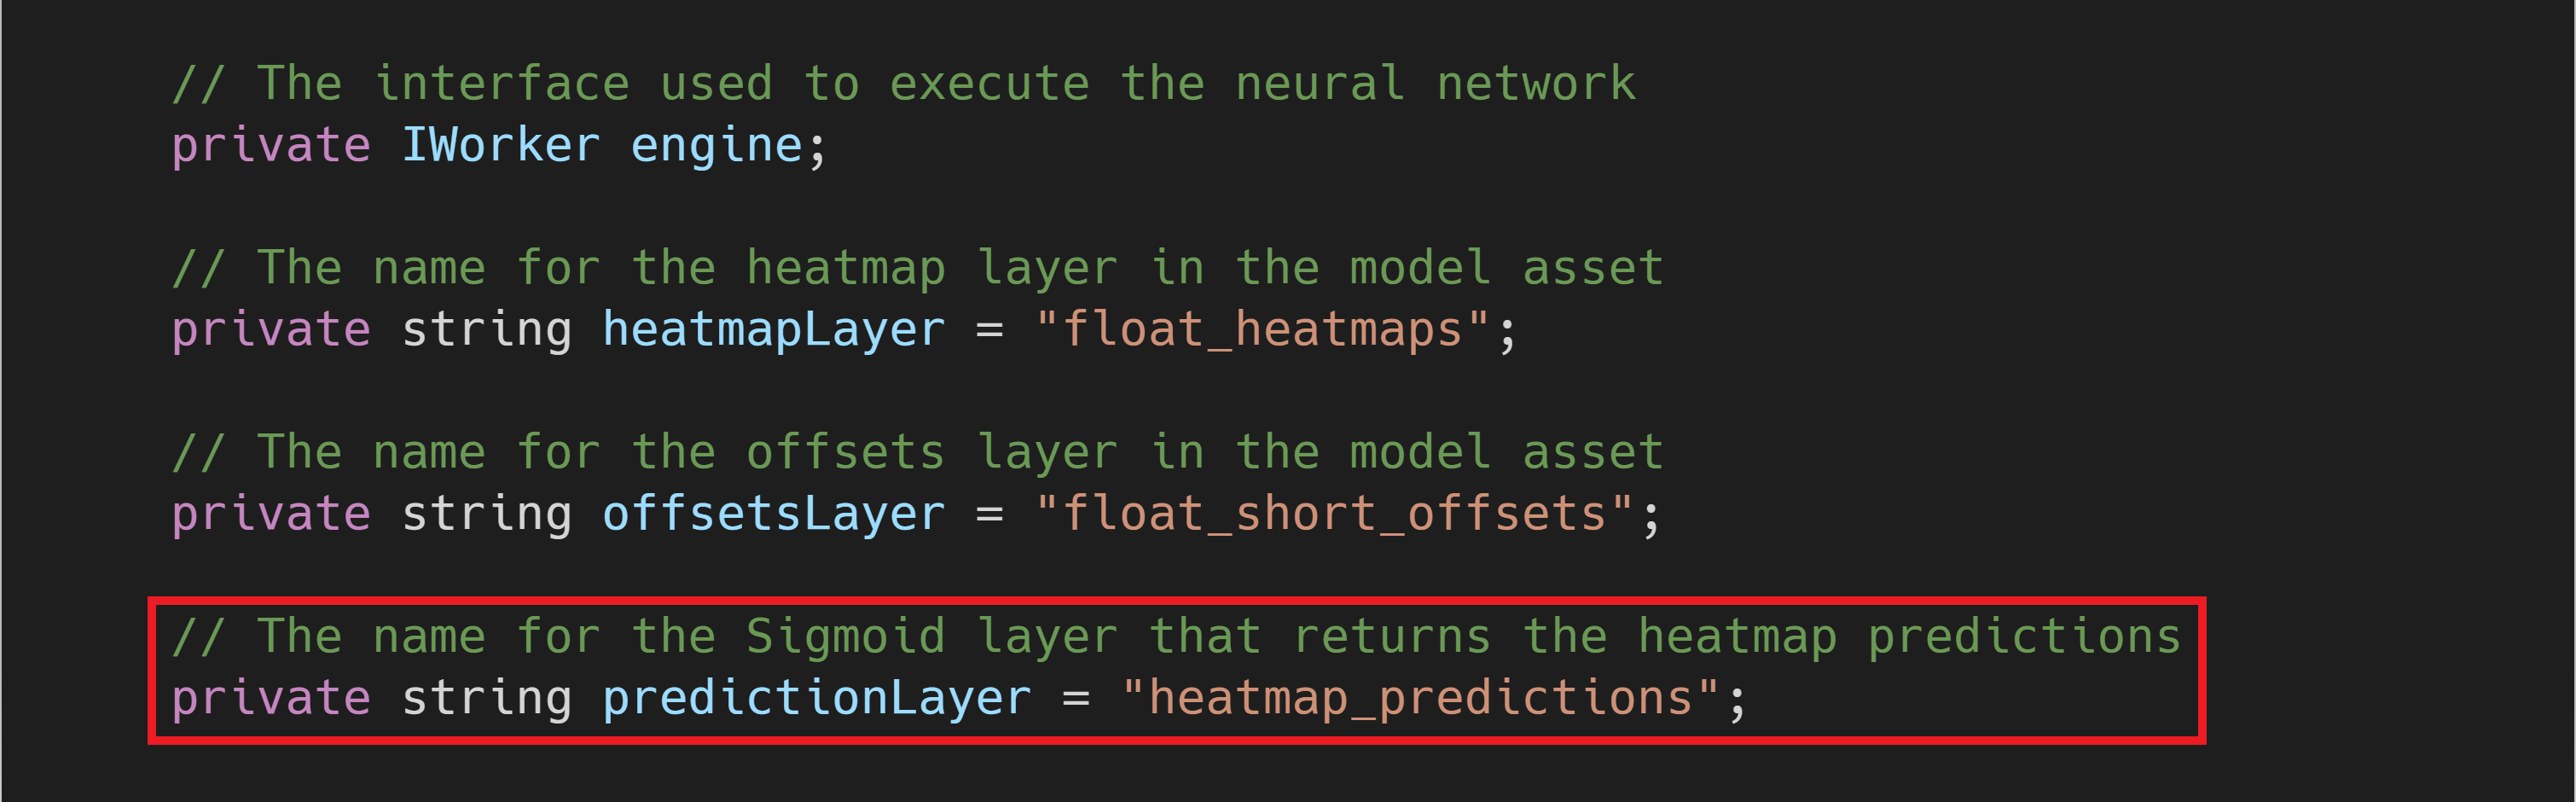 // The interface used to execute the neural network
private IWorker engine;
// The name for the heatmap layer in the model asset
private string heatmapLayer = "float_heatmaps";
// The name for the offsets layer in the model asset
private string offsetsLayer = "float_short_offsets";
// The name for the Sigmoid layer that returns the heatmap predictions
private string predictionLayer = "heatmap_predictions";